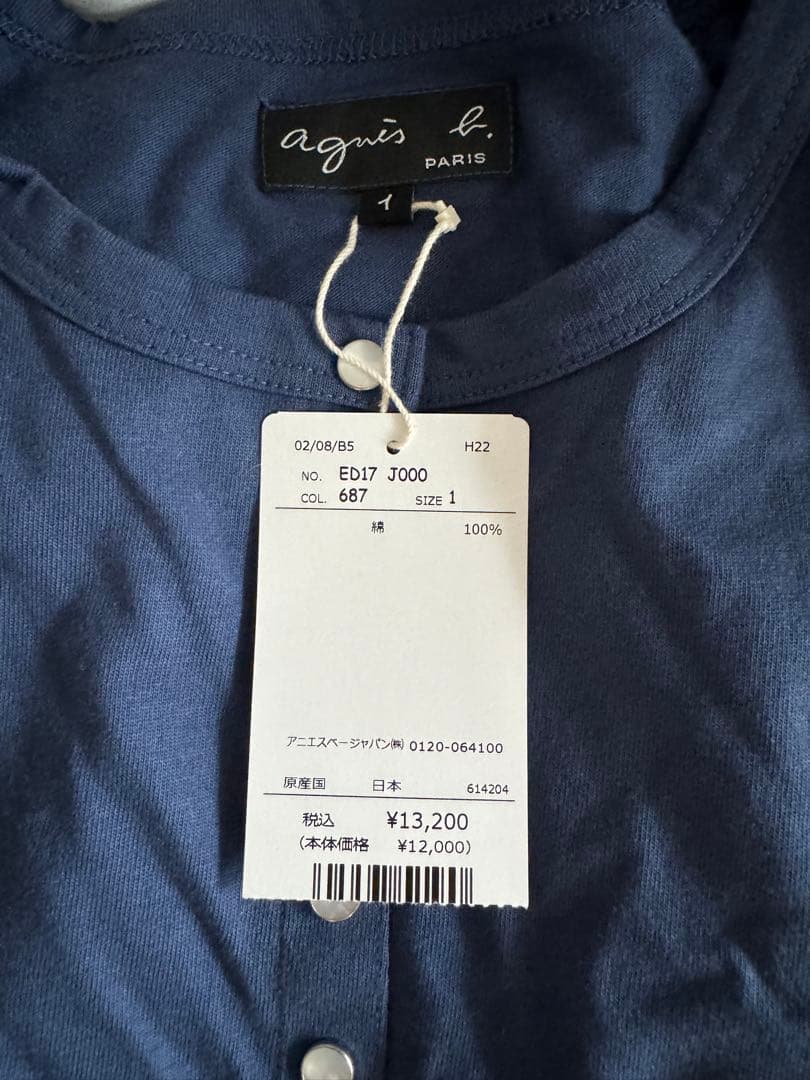 agnès b.
PARIS
1
02/08/B5 H22
NO. ED17 J000
COL. 687 SIZE 1
綿 100%
アニエスベージャパン㈱ 0120-064100
原産国 日本 614204
税込 ¥13,200
(本体価格 ¥12,000)